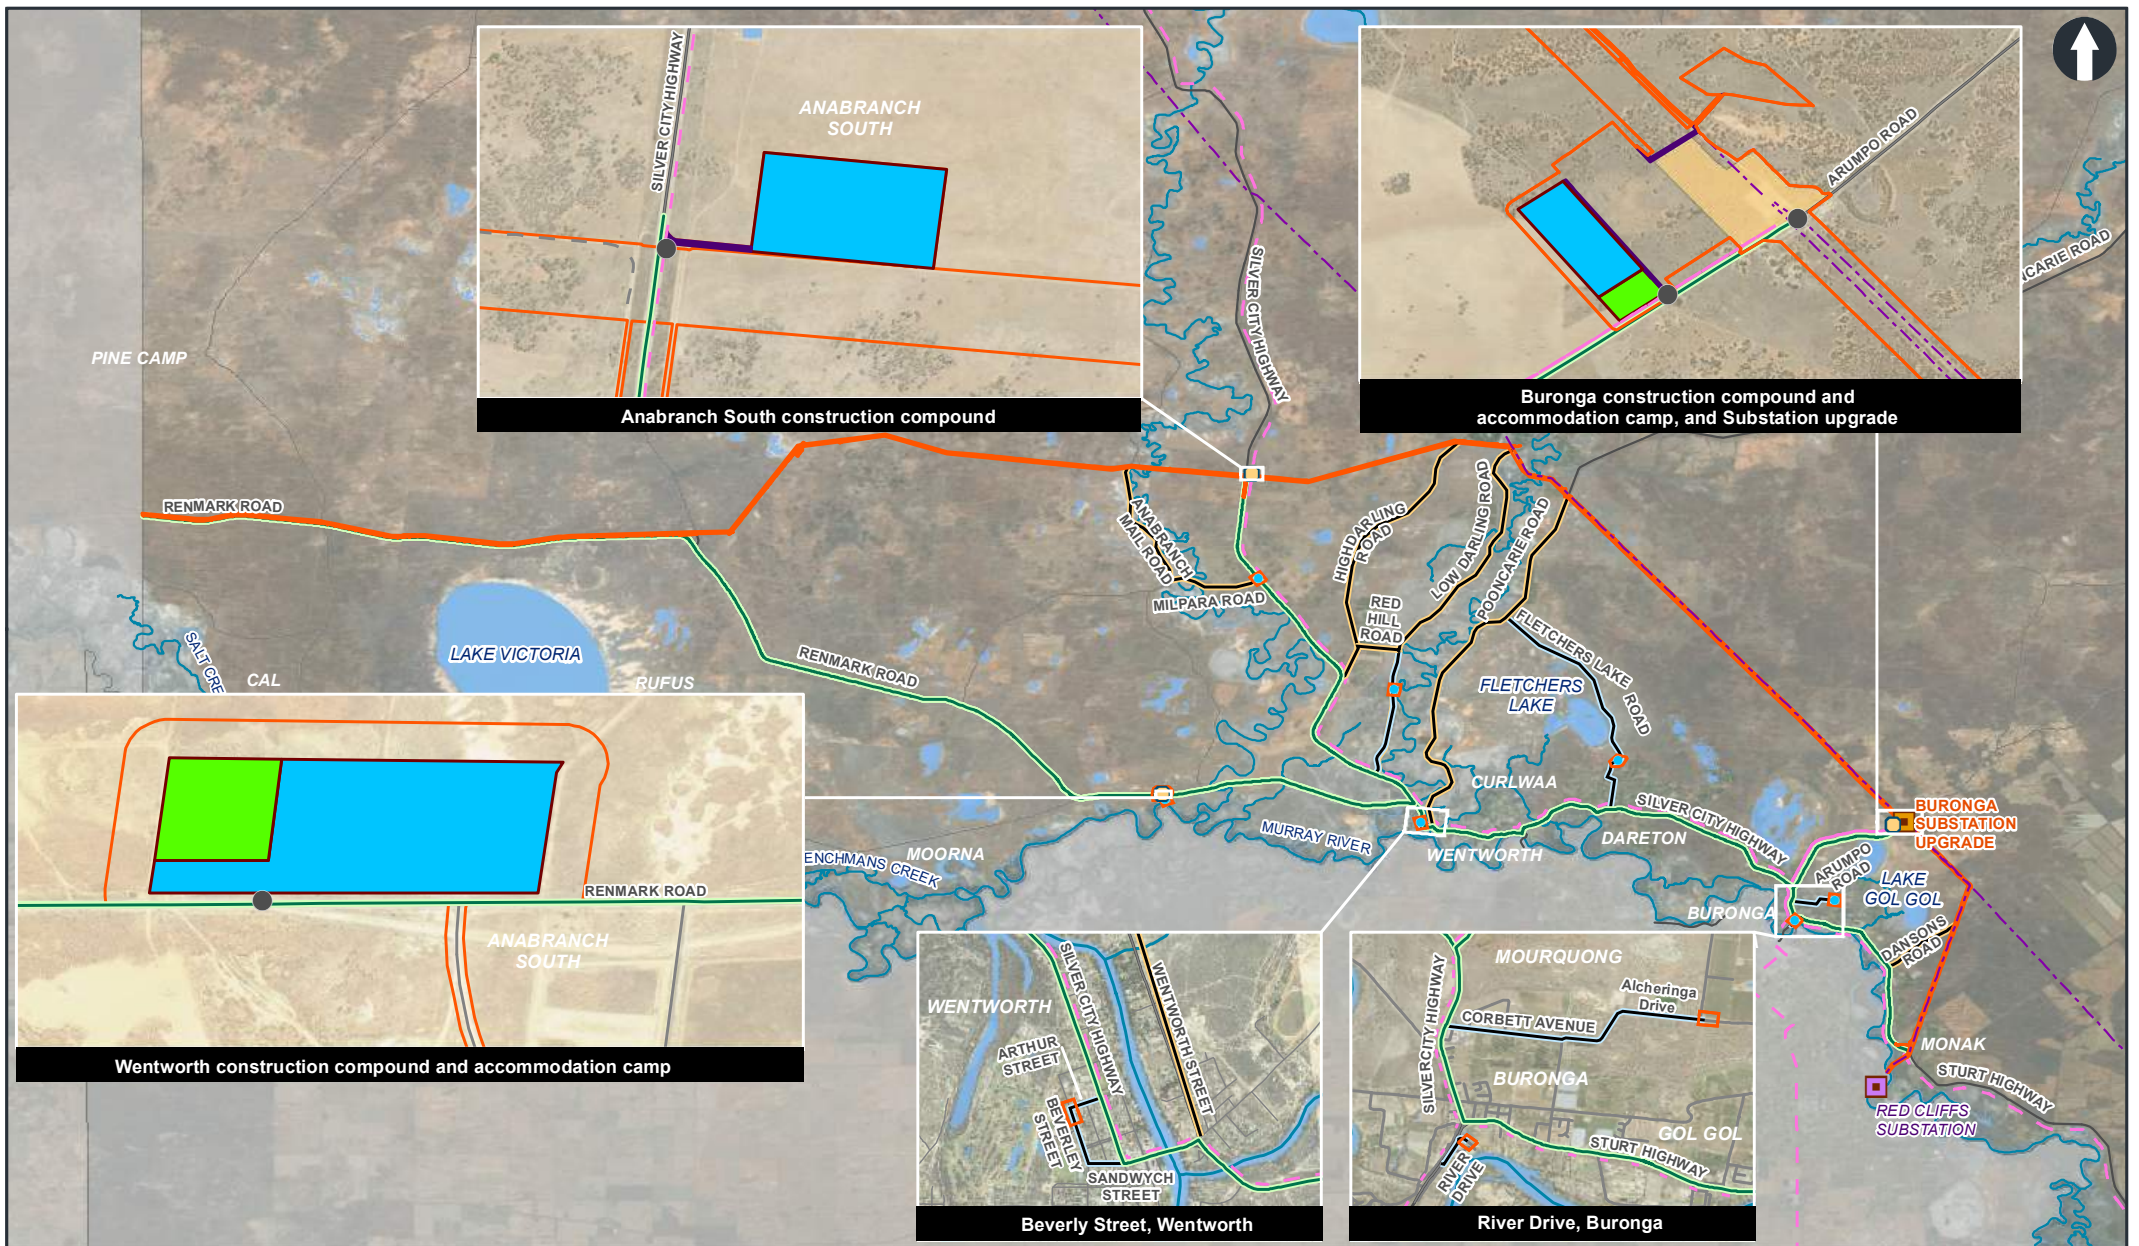 SILVER CITY HIGHWAY
ANABRANCH
SOUTH
Anabranch South construction compound
ARUMPO ROAD
Buronga construction compound and
accommodation camp, and Substation upgrade
SILVER CITY HIGHWAY
PINE CAMP
RENMARK ROAD
ANABRANCH
MAIL ROAD
MILPARA ROAD
HIGH DARLING
ROAD
LOW DARLING ROAD
POONCARIE ROAD
RED
HILL
ROAD
FLETCHERS LAKE
ROAD
FLETCHERS
LAKE
LAKE VICTORIA
RENMARK ROAD
CAL
RUFUS
RENMARK ROAD
ANABRANCH
SOUTH
Wentworth construction compound and accommodation camp
MOORNA
MURRAY RIVER
CURLWAA
WENTWORTH
DARETON
SILVER CITY HIGHWAY
BURONGA
SUBSTATION
UPGRADE
ARUMPO
ROAD
LAKE
GOL GOL
BURONGA
DANSONS
ROAD
MONAK
STURT HIGHWAY
RED CLIFFS
SUBSTATION
WENTWORTH
SILVER CITY HIGHWAY
WENTWORTH STREET
ARTHUR
STREET
BEVERLEY
STREET
SANDWYCH
STREET
Beverly Street, Wentworth
MOURQUONG
SILVER CITY HIGHWAY
Alcheringa
Drive
CORBETT AVENUE
BURONGA
GOL GOL
STURT HIGHWAY
RIVER
DRIVE
River Drive, Buronga